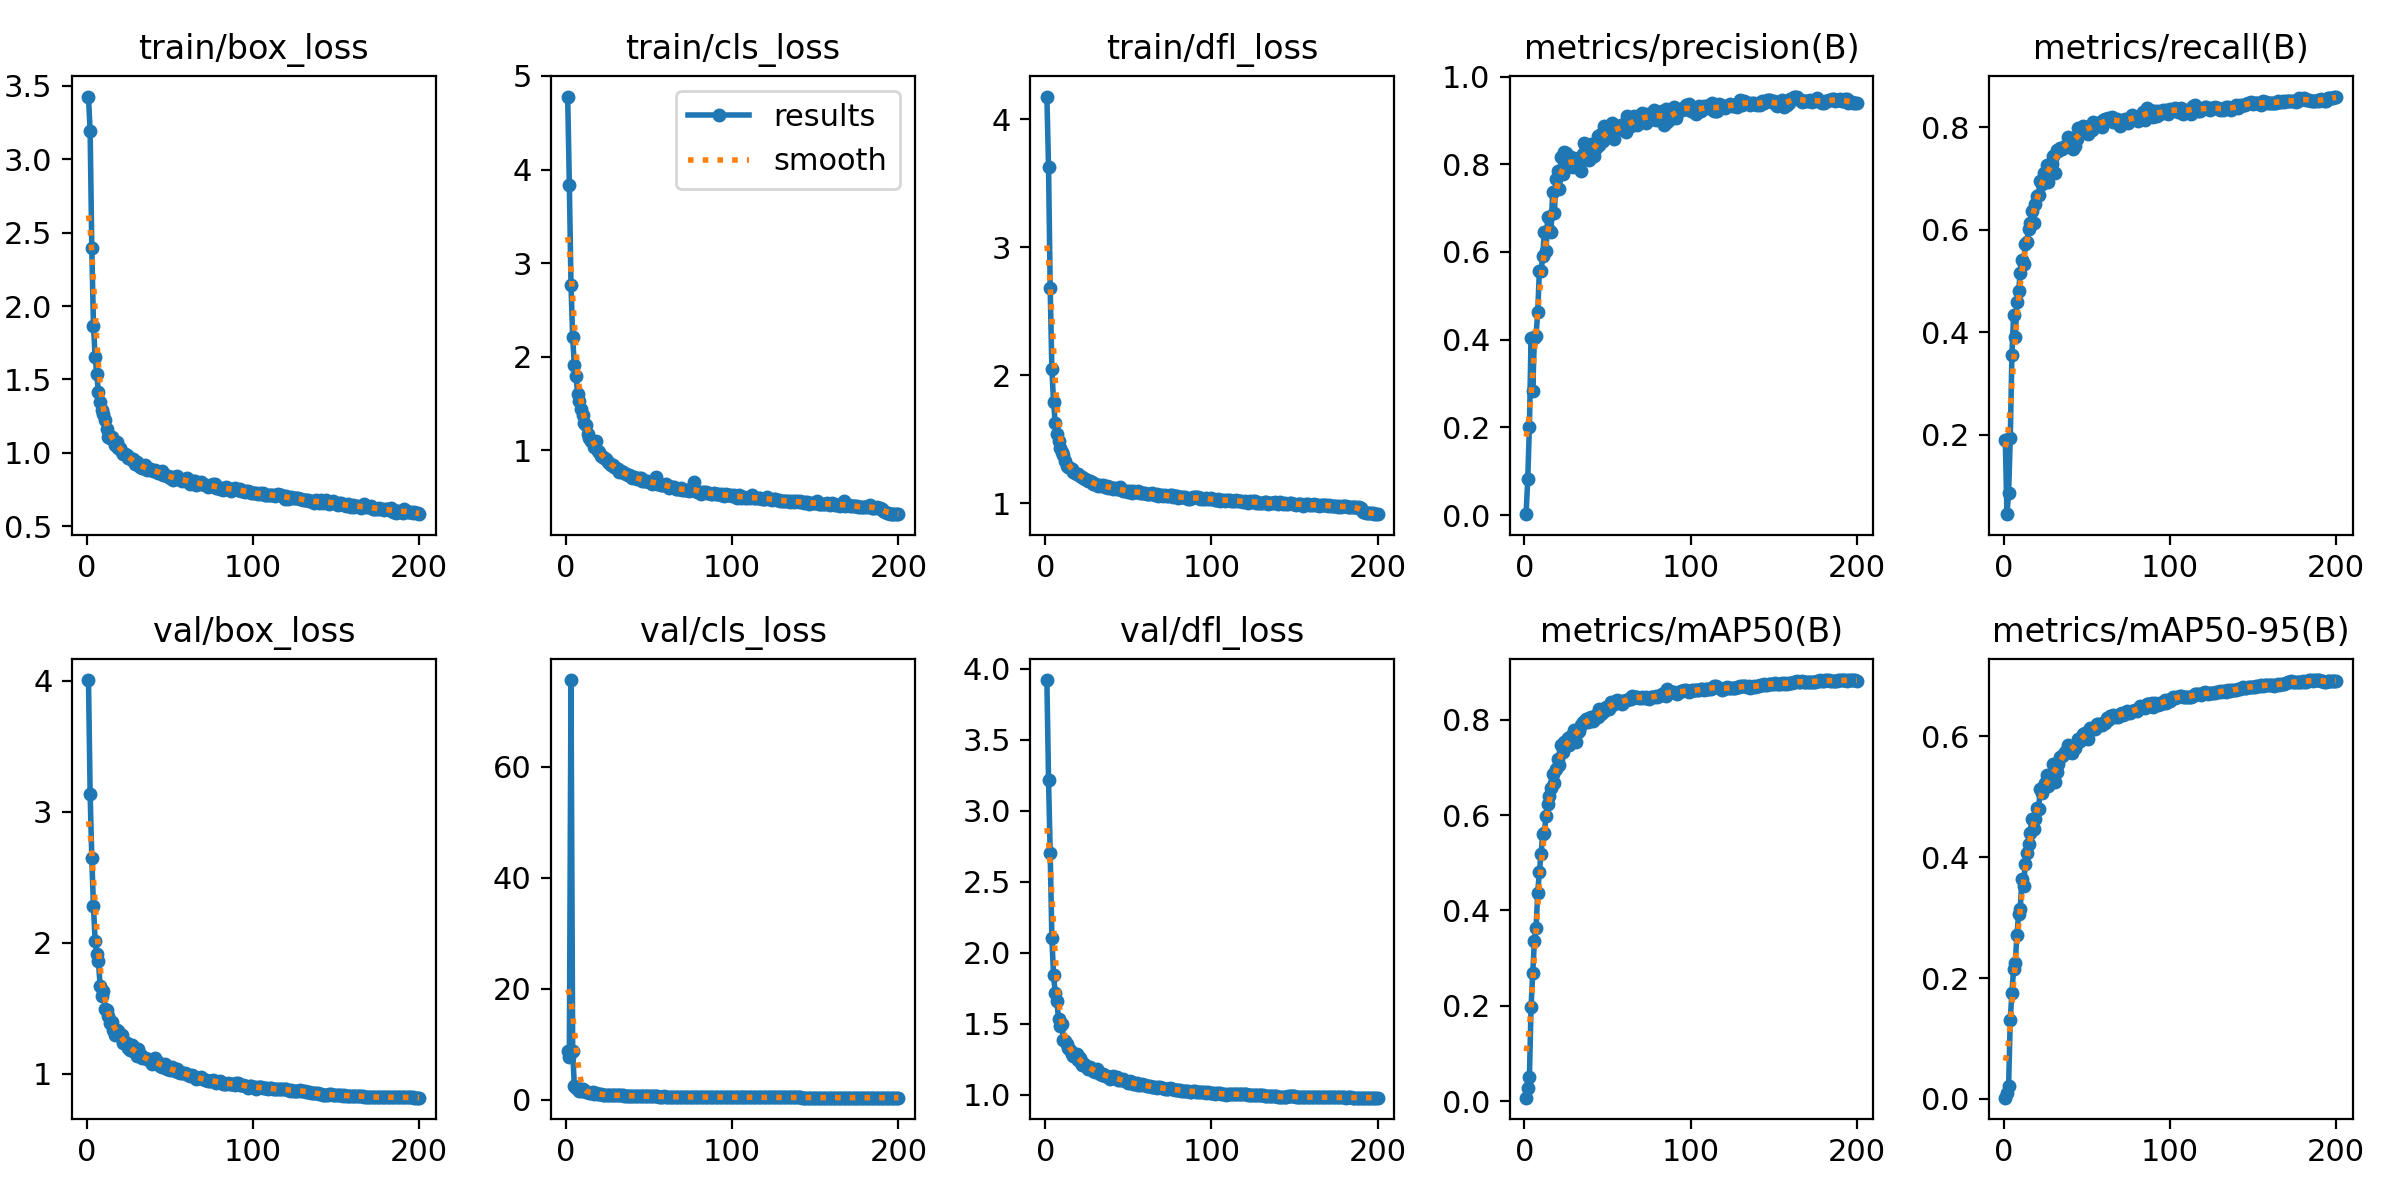 train/box_loss
3.5
3.0
2.5
2.0
1.5
1.0
0.5
0 100 200
train/cls_loss
results
smooth
5
4
3
2
1
0 100 200
train/dfl_loss
4
3
2
1
0 100 200
metrics/precision(B)
1.0
0.8
0.6
0.4
0.2
0.0
0 100 200
metrics/recall(B)
0.8
0.6
0.4
0.2
0 100 200
val/box_loss
4
3
2
1
0 100 200
val/cls_loss
60
40
20
0
0 100 200
val/dfl_loss
4.0
3.5
3.0
2.5
2.0
1.5
1.0
0 100 200
metrics/mAP50(B)
0.8
0.6
0.4
0.2
0.0
0 100 200
metrics/mAP50-95(B)
0.6
0.4
0.2
0.0
0 100 200